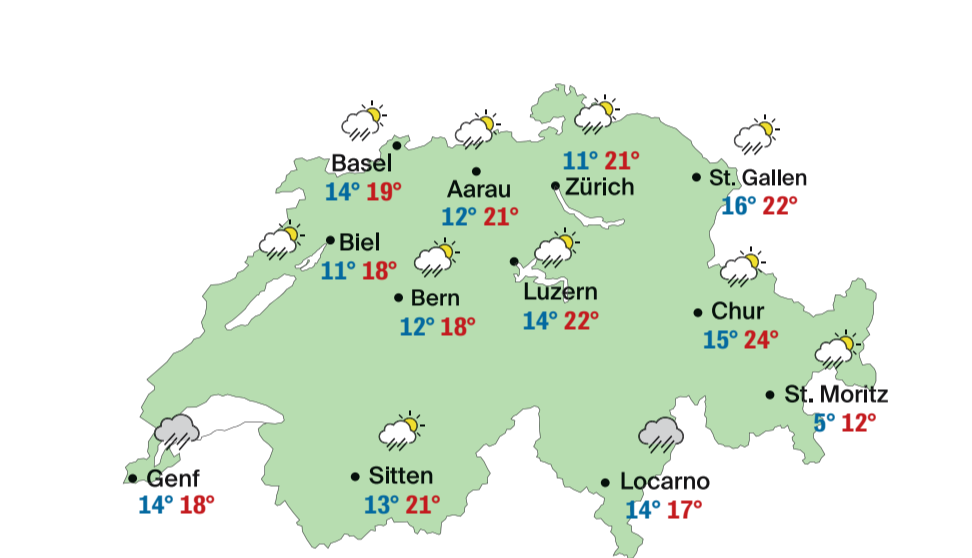 Basel
14° 19°
Aarau
12° 21°
11° 21°
Zürich
St. Gallen
16° 22°
Biel
11° 18°
Bern
12° 18°
Luzern
14° 22°
Chur
15° 24°
St. Moritz
5° 12°
Genf
14° 18°
Sitten
13° 21°
Locarno
14° 17°